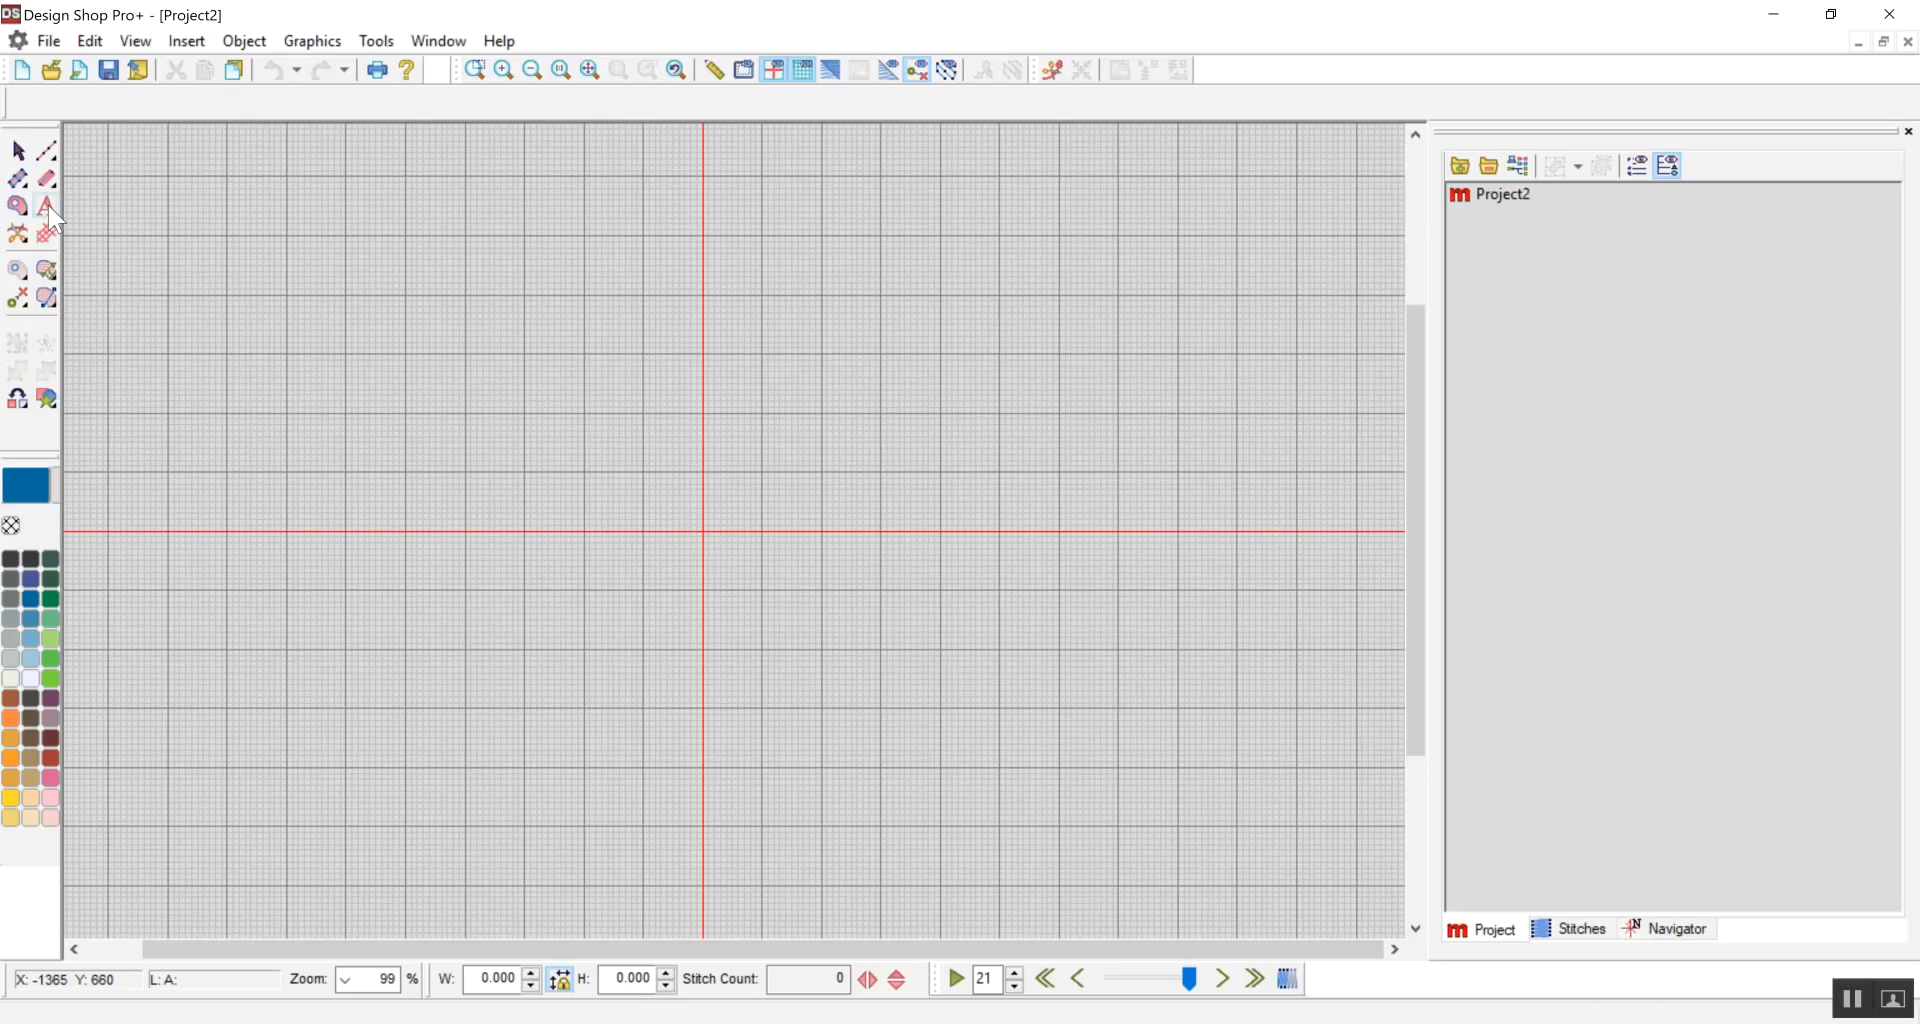 DS Design Shop Pro+ - [Project2]
File Edit View Insert Object Graphics Tools Window Help
Project2
Project Stitches N Navigator
X: -1365 Y: 660 L: A: Zoom: 99 % W: 0.000 H: 0.000 Stitch Count: 0 21